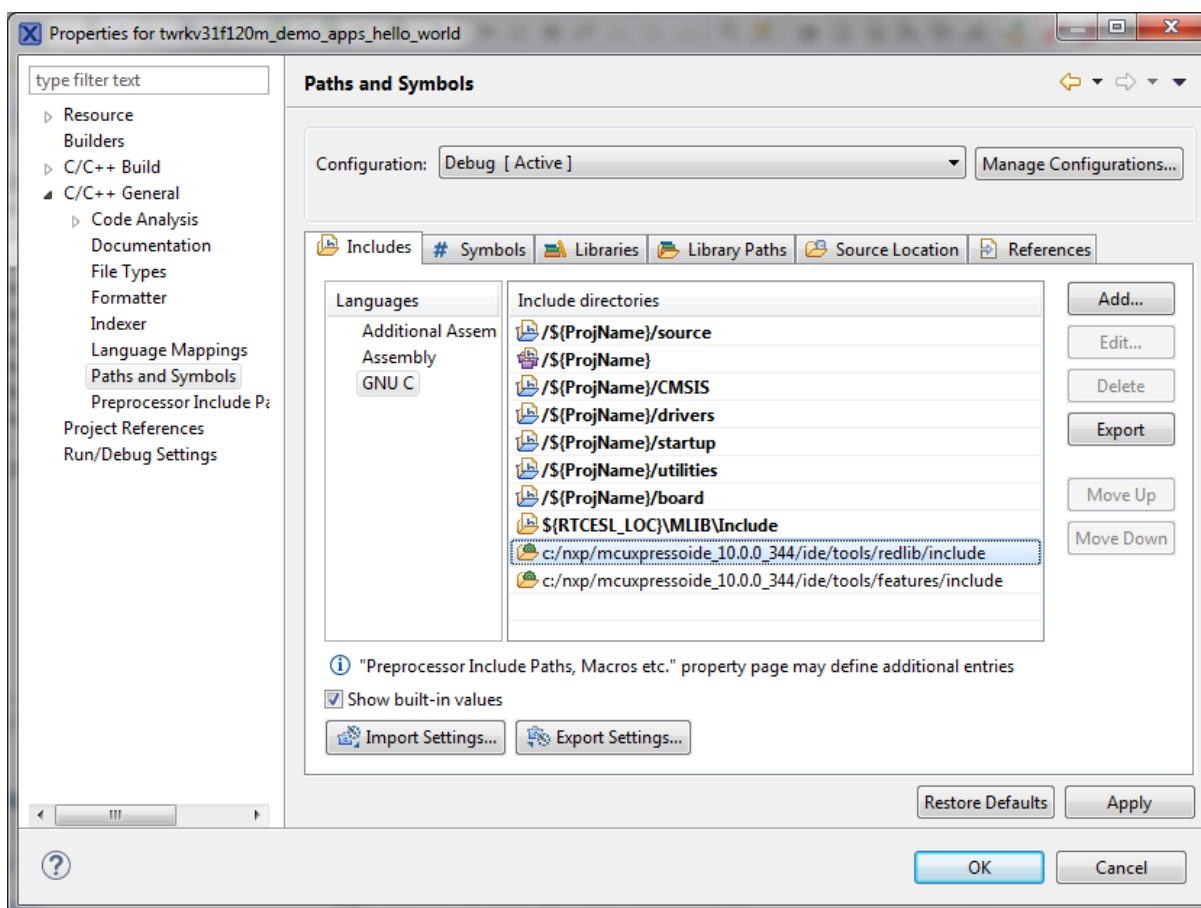 Properties for twrkv31f120m_demo_apps_hello_world
type filter text
Resource
Builders
C/C++ Build
C/C++ General
Code Analysis
Documentation
File Types
Formatter
Indexer
Language Mappings
Paths and Symbols
Preprocessor Include Pa
Project References
Run/Debug Settings
Paths and Symbols
Configuration: Debug [ Active ] Manage Configurations...
Includes # Symbols Libraries Library Paths Source Location References
Languages
Additional Assem
Assembly
GNU C
Include directories
/${ProjName}/source
/${ProjName}
/${ProjName}/CMSIS
/${ProjName}/drivers
/${ProjName}/startup
/${ProjName}/utilities
/${ProjName}/board
${RTCESL_LOC}\MLIB\Include
c:/nxp/mcuxpressoide_10.0.0_344/ide/tools/redlib/include
c:/nxp/mcuxpressoide_10.0.0_344/ide/tools/features/include
Add...
Edit...
Delete
Export
Move Up
Move Down
"Preprocessor Include Paths, Macros etc." property page may define additional entries
Show built-in values
Import Settings... Export Settings...
Restore Defaults Apply
OK Cancel